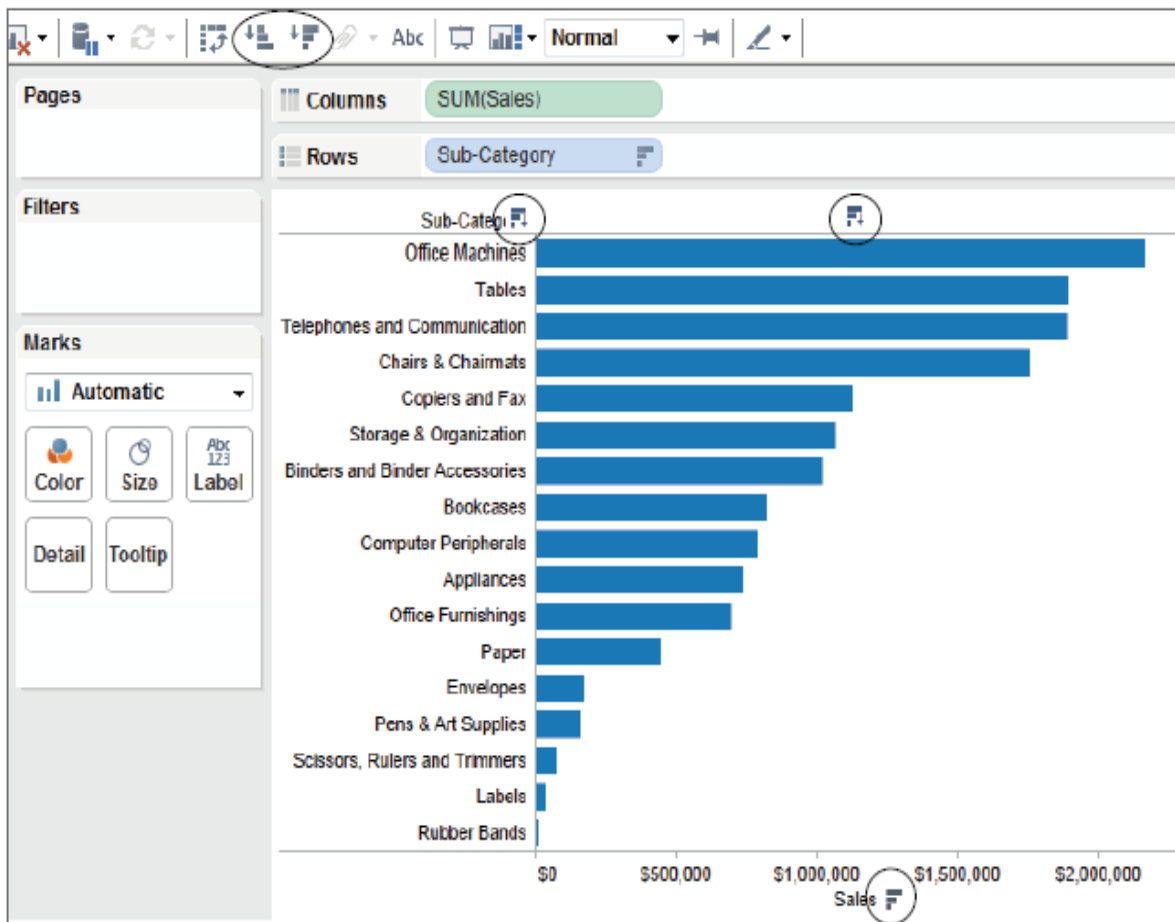 Abc Normal
Pages
Columns SUM(Sales)
Rows Sub-Category
Filters
Marks
Automatic
Color Size Abc 123 Label
Detail Tooltip
Office Machines
Tables
Telephones and Communication
Chairs & Chairmats
Copiers and Fax
Storage & Organization
Binders and Binder Accessories
Bookcases
Computer Peripherals
Appliances
Office Furnishings
Paper
Envelopes
Pens & Art Supplies
Scissors, Rulers and Trimmers
Labels
Rubber Bands
$0 $500,000 $1,000,000 $1,500,000 $2,000,000
Sales